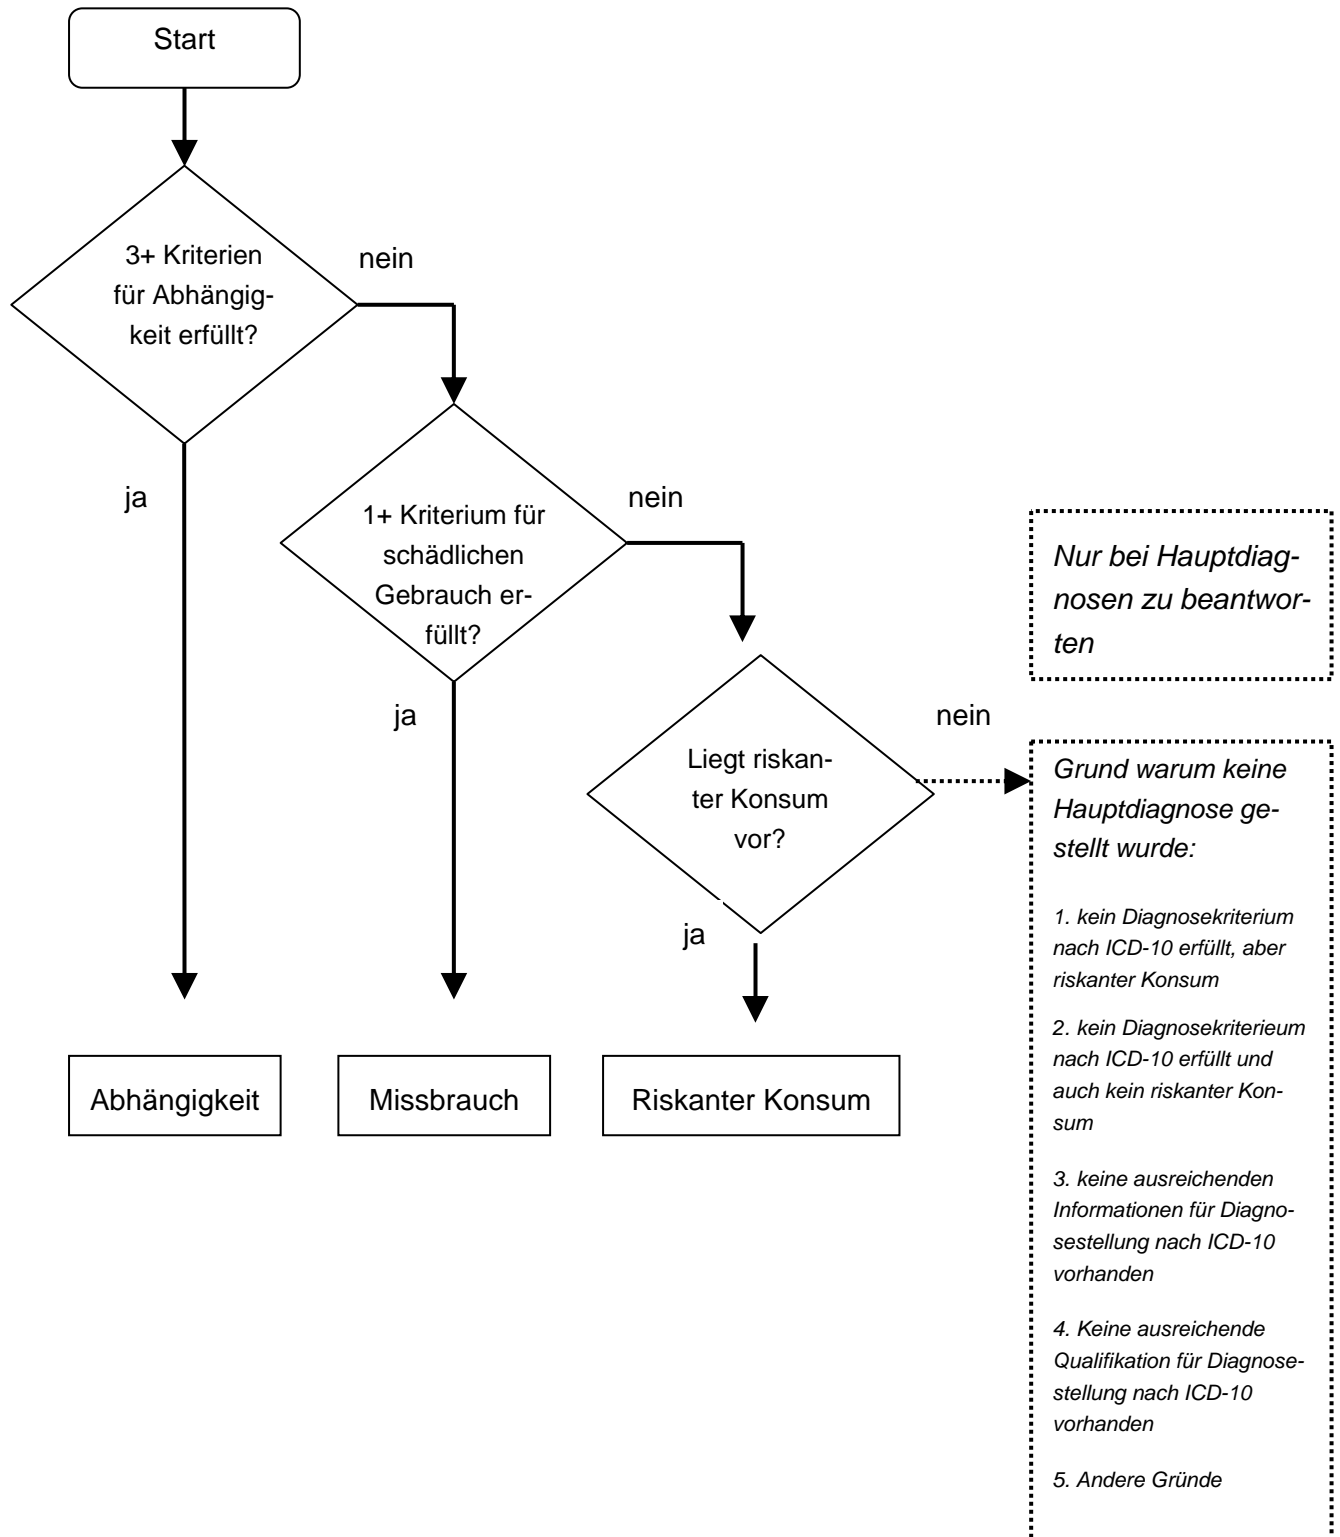 Start
3+ Kriterien
für Abhängig-
keit erfüllt?
nein
ja
1+ Kriterium für
schädlichen
Gebrauch er-
füllt?
nein
ja
Liegt riskan-
ter Konsum
vor?
nein
ja
Abhängigkeit
Missbrauch
Riskanter Konsum
Nur bei Hauptdiag-
nosen zu beantwor-
ten
Grund warum keine
Hauptdiagnose ge-
stellt wurde:
1. kein Diagnosekriterium
nach ICD-10 erfüllt, aber
riskanter Konsum
2. kein Diagnosekriterieum
nach ICD-10 erfüllt und
auch kein riskanter Kon-
sum
3. keine ausreichenden
Informationen für Diagno-
sestellung nach ICD-10
vorhanden
4. Keine ausreichende
Qualifikation für Diagnose-
stellung nach ICD-10
vorhanden
5. Andere Gründe